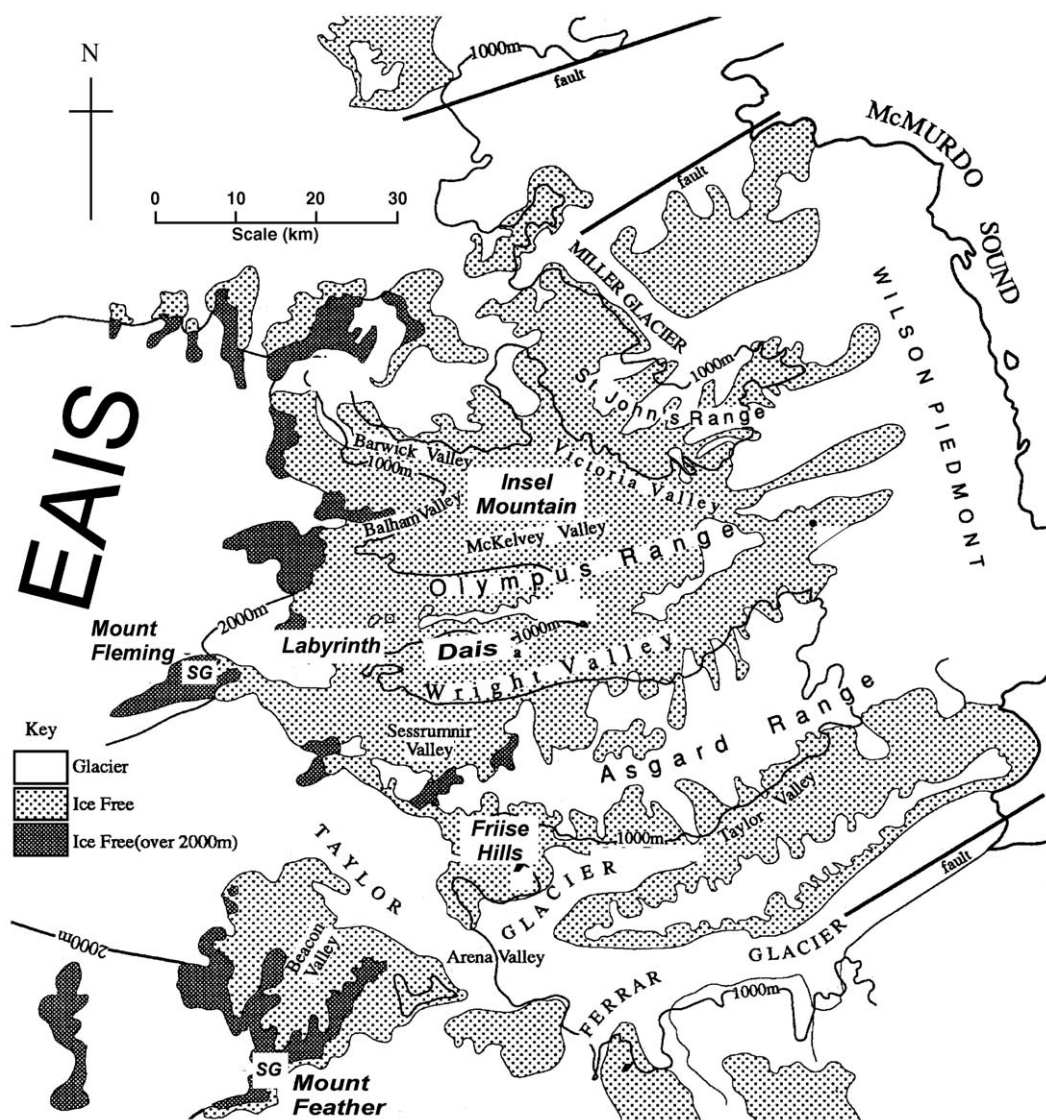 N
1000m
fault
McMURDO
SOUND
0 10 20 30
Scale (km)
fault
MILLER GLACIER
WILSON PIEDMONT
1000m
St. John's Range
EAIS
Barwick Valley
1000m
Victoria Valley
Insel
Mountain
Balham Valley
McKelvey Valley
Olympus Range
2000m
Mount
Fleming
SG
Labyrinth
Dais
1000m
Wright Valley
Sessrumnir
Valley
Asgard Range
Key
Glacier
Ice Free
Ice Free(over 2000m)
Friise
Hills
1000m
Taylor
Valley
TAYLOR
GLACIER
fault
2000m
Beacon
Valley
Arena Valley
FERRAR
GLACIER
1000m
SG
Mount
Feather